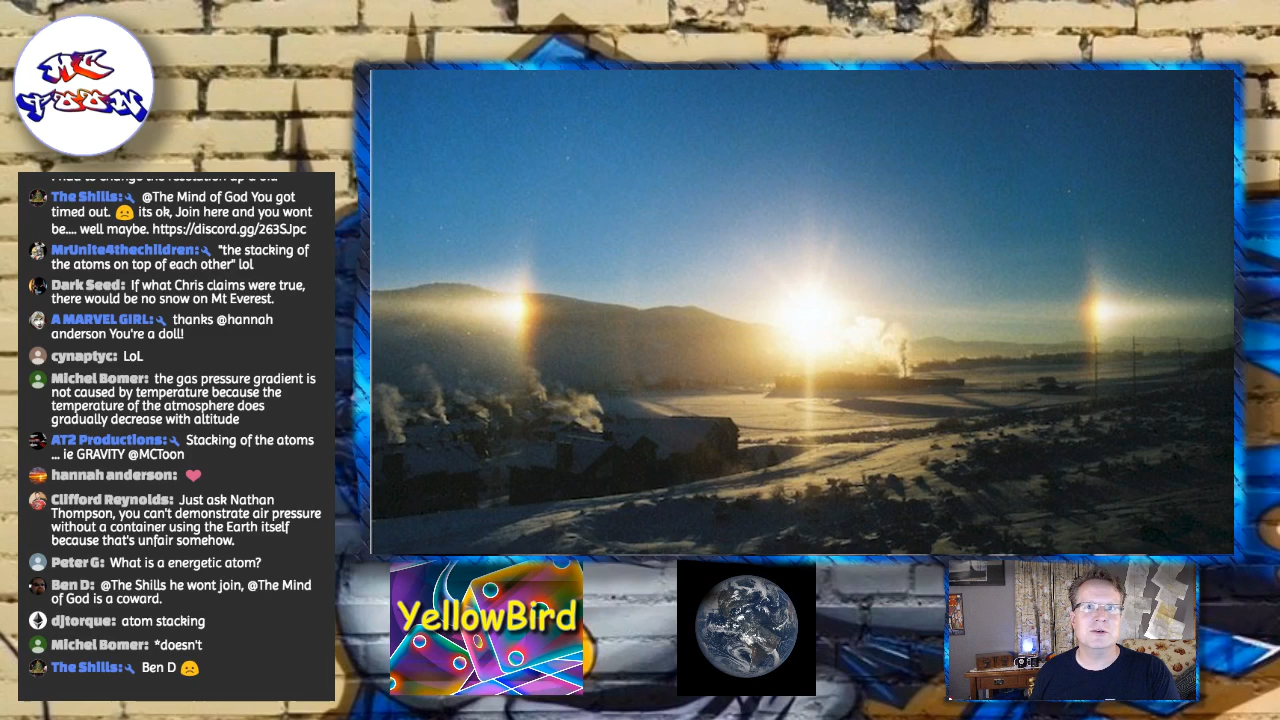 MC
TOON
I had to change the resolution up a bit
The Shills: @The Mind of God You got
timed out. its ok, Join here and you wont
be.... well maybe. https://discord.gg/263SJpc
MrUnite4thechildren: "the stacking of
the atoms on top of each other" lol
Dark Seed: If what Chris claims were true,
there would be no snow on Mt Everest.
A MARVEL GIRL: thanks @hannah
anderson You're a doll!
cynaptyc: LoL
Michel Bomer: the gas pressure gradient is
not caused by temperature because the
temperature of the atmosphere does
gradually decrease with altitude
AT2 Productions: Stacking of the atoms
... ie GRAVITY @MCToon
hannah anderson:
Clifford Reynolds: Just ask Nathan
Thompson, you can't demonstrate air pressure
without a container using the Earth itself
because that's unfair somehow.
Peter G: What is a energetic atom?
Ben D: @The Shills he wont join, @The Mind
of God is a coward.
djtorque: atom stacking
Michel Bomer: *doesn't
The Shills: Ben D
YellowBird